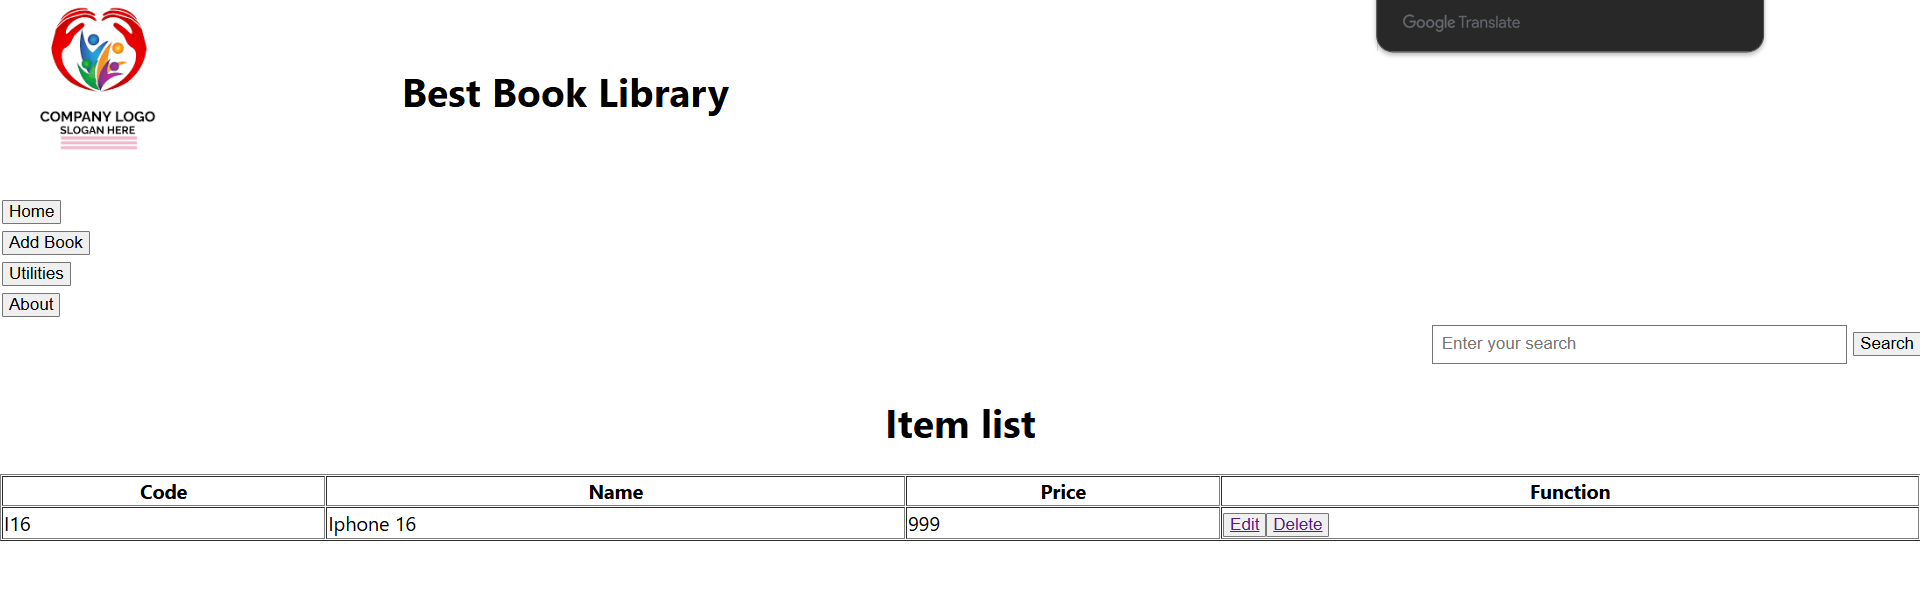 COMPANY LOGO
SLOGAN HERE
Best Book Library
Google Translate
Home
Add Book
Utilities
About
Enter your search Search
Item list
Code Name Price Function
I16 Iphone 16 999 Edit Delete